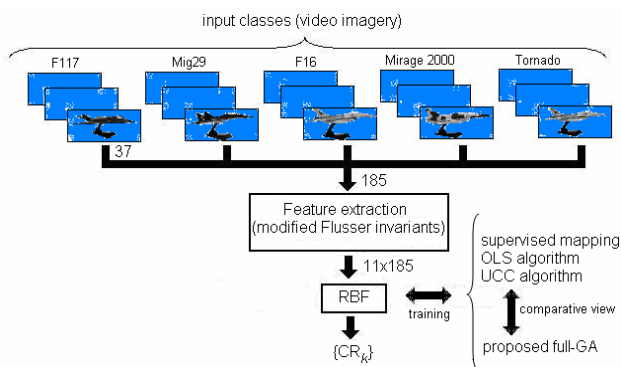 input classes (video imagery)
F117
Mig29
F16
Mirage 2000
Tornado
37
185
Feature extraction
(modified Flusser invariants)
11x185
RBF
training
{CRk}
supervised mapping
OLS algorithm
UCC algorithm
comparative view
proposed full-GA